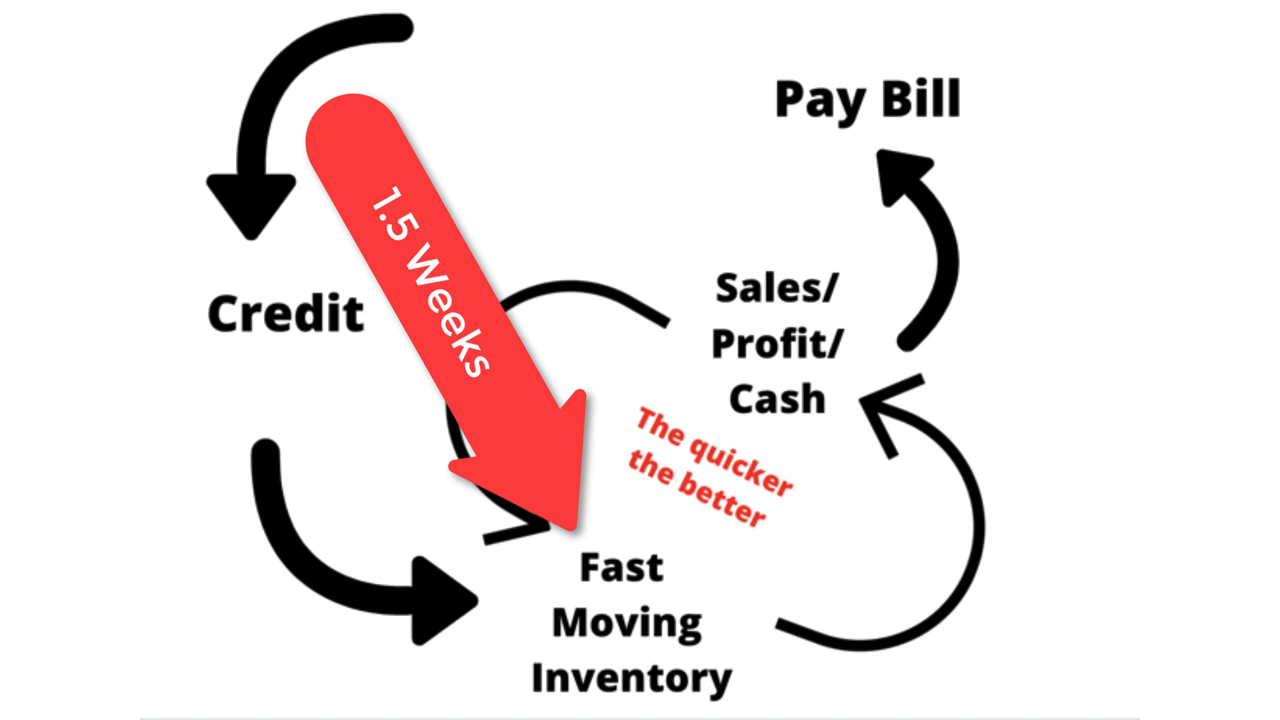 Pay Bill
1.5 Weeks
Credit
Sales/
Profit/
Cash
The quicker
the better
Fast
Moving
Inventory